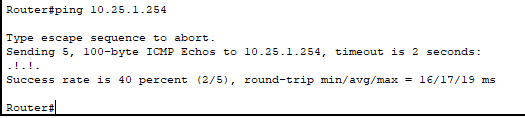 Router#ping 10.25.1.254
Type escape sequence to abort.
Sending 5, 100-byte ICMP Echos to 10.25.1.254, timeout is 2 seconds:
.!.!.
Success rate is 40 percent (2/5), round-trip min/avg/max = 16/17/19 ms
Router#